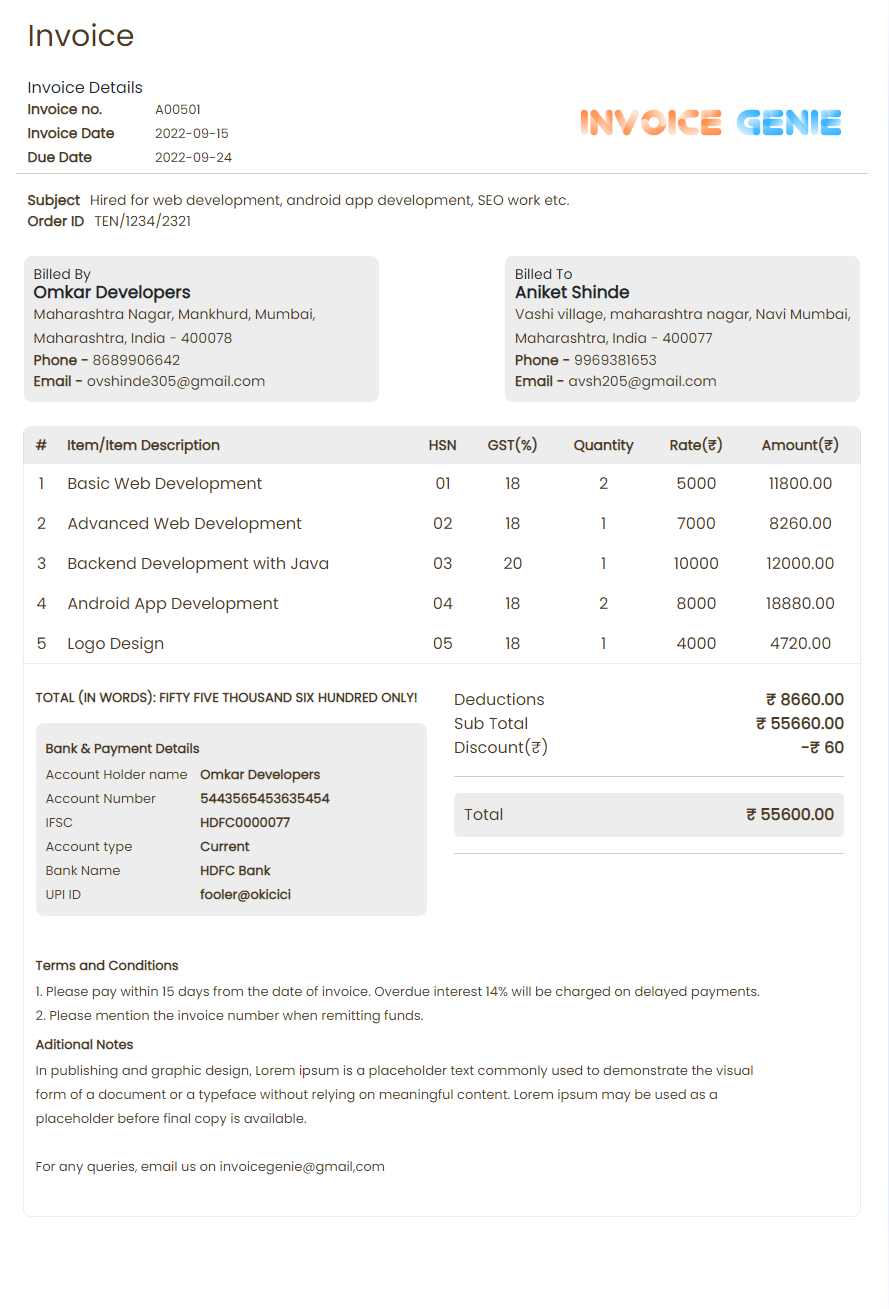 Invoice
Invoice Details
Invoice no. A00501
Invoice Date 2022-09-15
Due Date 2022-09-24
INVOICE GENIE
Subject Hired for web development, android app development, SEO work etc.
Order ID TEN/1234/2321
Billed By
Omkar Developers
Maharashtra Nagar, Mankhurd, Mumbai,
Maharashtra, India - 400078
Phone - 8689906642
Email - ovshinde305@gmail.com
Billed To
Aniket Shinde
Vashi village, maharashtra nagar, Navi Mumbai,
Maharashtra, India - 400077
Phone - 9969381653
Email - avsh205@gmail.com
# Item/Item Description HSN GST(%) Quantity Rate(₹) Amount(₹)
1 Basic Web Development 01 18 2 5000 11800.00
2 Advanced Web Development 02 18 1 7000 8260.00
3 Backend Development with Java 03 20 1 10000 12000.00
4 Android App Development 04 18 2 8000 18880.00
5 Logo Design 05 18 1 4000 4720.00
TOTAL (IN WORDS): FIFTY FIVE THOUSAND SIX HUNDRED ONLY!
Bank & Payment Details
Account Holder name Omkar Developers
Account Number 5443565453635454
IFSC HDFC0000077
Account type Current
Bank Name HDFC Bank
UPI ID fooler@okicici
Deductions ₹ 8660.00
Sub Total ₹ 55660.00
Discount(₹) -₹ 60
Total ₹ 55600.00
Terms and Conditions
1. Please pay within 15 days from the date of invoice. Overdue interest 14% will be charged on delayed payments.
2. Please mention the invoice number when remitting funds.
Aditional Notes
In publishing and graphic design, Lorem ipsum is a placeholder text commonly used to demonstrate the visual
form of a document or a typeface without relying on meaningful content. Lorem ipsum may be used as a
placeholder before final copy is available.
For any queries, email us on invoicegenie@gmail,com